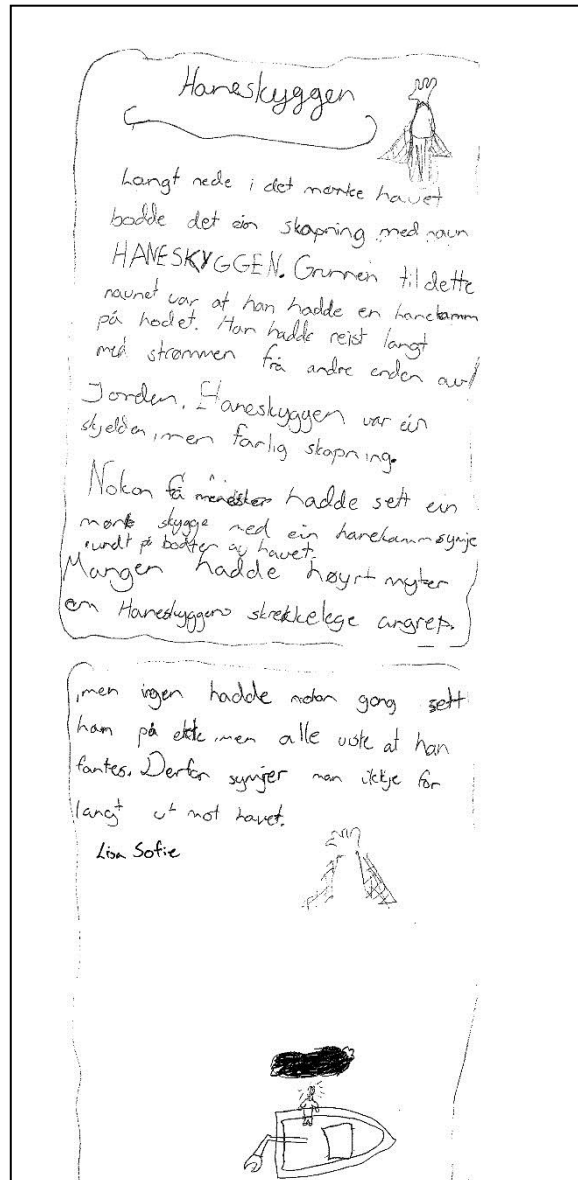 Haneskyggen
Langt nede i det mørke havet
bodde det ein skapning med navn
HANESKYGGEN. Grunnen til dette
navnet var at han hadde en hanekamm
på hodet. Han hadde reist langt
med strømmen frå andre enden av
Jorden. Haneskyggen var ein
skjelden, men farlig skapning.
Nokon få hadde sett ein
mørk skygge med ein hanekamm symje
rundt på av havet.
Mangen hadde høyrt myter
om Haneskyggens skrekkelege angrep.
,men ingen hadde nokon gong sett
ham på ekte, men alle viste at han
fantes. Derfor symjer man ikkje for
langt ut mot havet.
Lisa Sofie